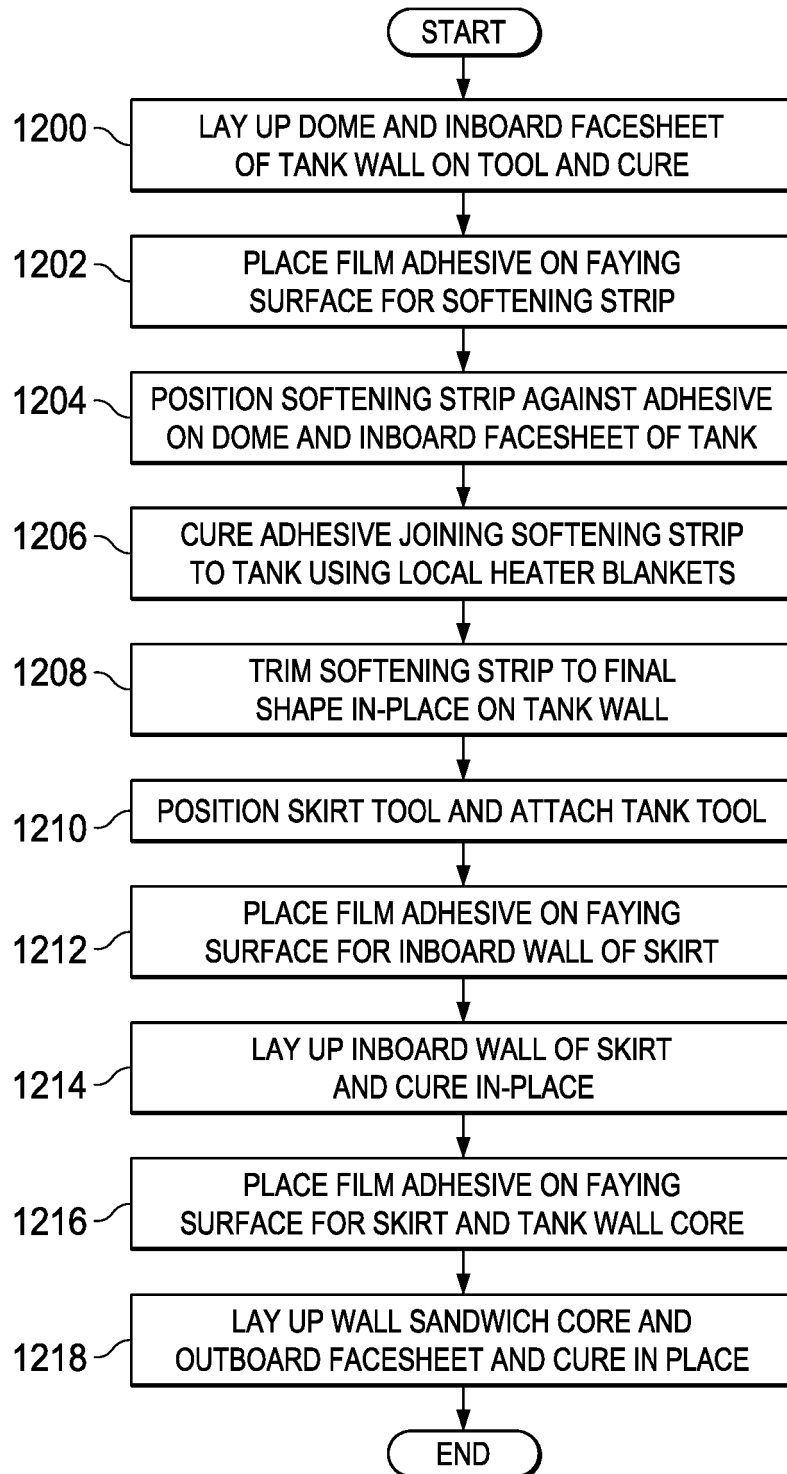 START
1200
LAY UP DOME AND INBOARD FACESHEET
OF TANK WALL ON TOOL AND CURE
1202
PLACE FILM ADHESIVE ON FAYING
SURFACE FOR SOFTENING STRIP
1204
POSITION SOFTENING STRIP AGAINST ADHESIVE
ON DOME AND INBOARD FACESHEET OF TANK
1206
CURE ADHESIVE JOINING SOFTENING STRIP
TO TANK USING LOCAL HEATER BLANKETS
1208
TRIM SOFTENING STRIP TO FINAL
SHAPE IN-PLACE ON TANK WALL
1210
POSITION SKIRT TOOL AND ATTACH TANK TOOL
1212
PLACE FILM ADHESIVE ON FAYING
SURFACE FOR INBOARD WALL OF SKIRT
1214
LAY UP INBOARD WALL OF SKIRT
AND CURE IN-PLACE
1216
PLACE FILM ADHESIVE ON FAYING
SURFACE FOR SKIRT AND TANK WALL CORE
1218
LAY UP WALL SANDWICH CORE AND
OUTBOARD FACESHEET AND CURE IN PLACE
END